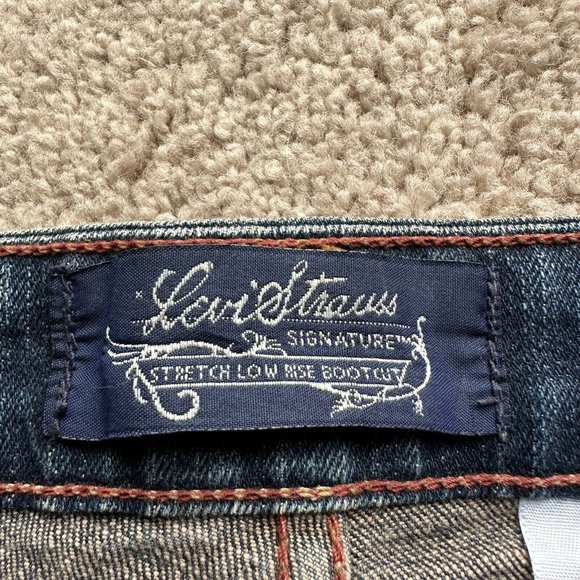 Levi Strauss
SIGNATURE™
STRETCH LOW RISE BOOTCUT